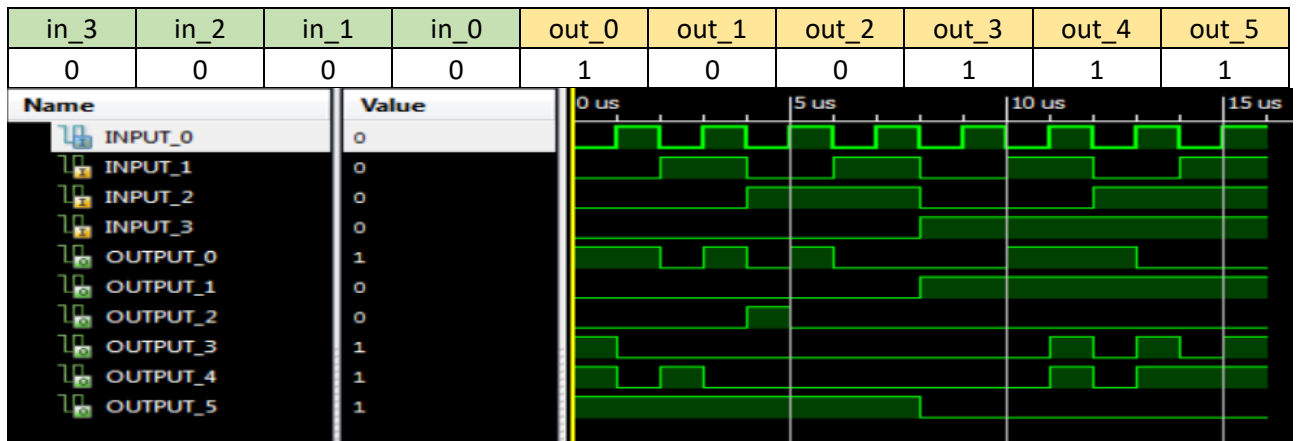 in_3 in_2 in_1 in_0 out_0 out_1 out_2 out_3 out_4 out_5
0 0 0 0 1 0 0 1 1 1
Name Value 0 us 5 us 10 us 15 us
INPUT_0 0
INPUT_1 0
INPUT_2 0
INPUT_3 0
OUTPUT_0 1
OUTPUT_1 0
OUTPUT_2 0
OUTPUT_3 1
OUTPUT_4 1
OUTPUT_5 1